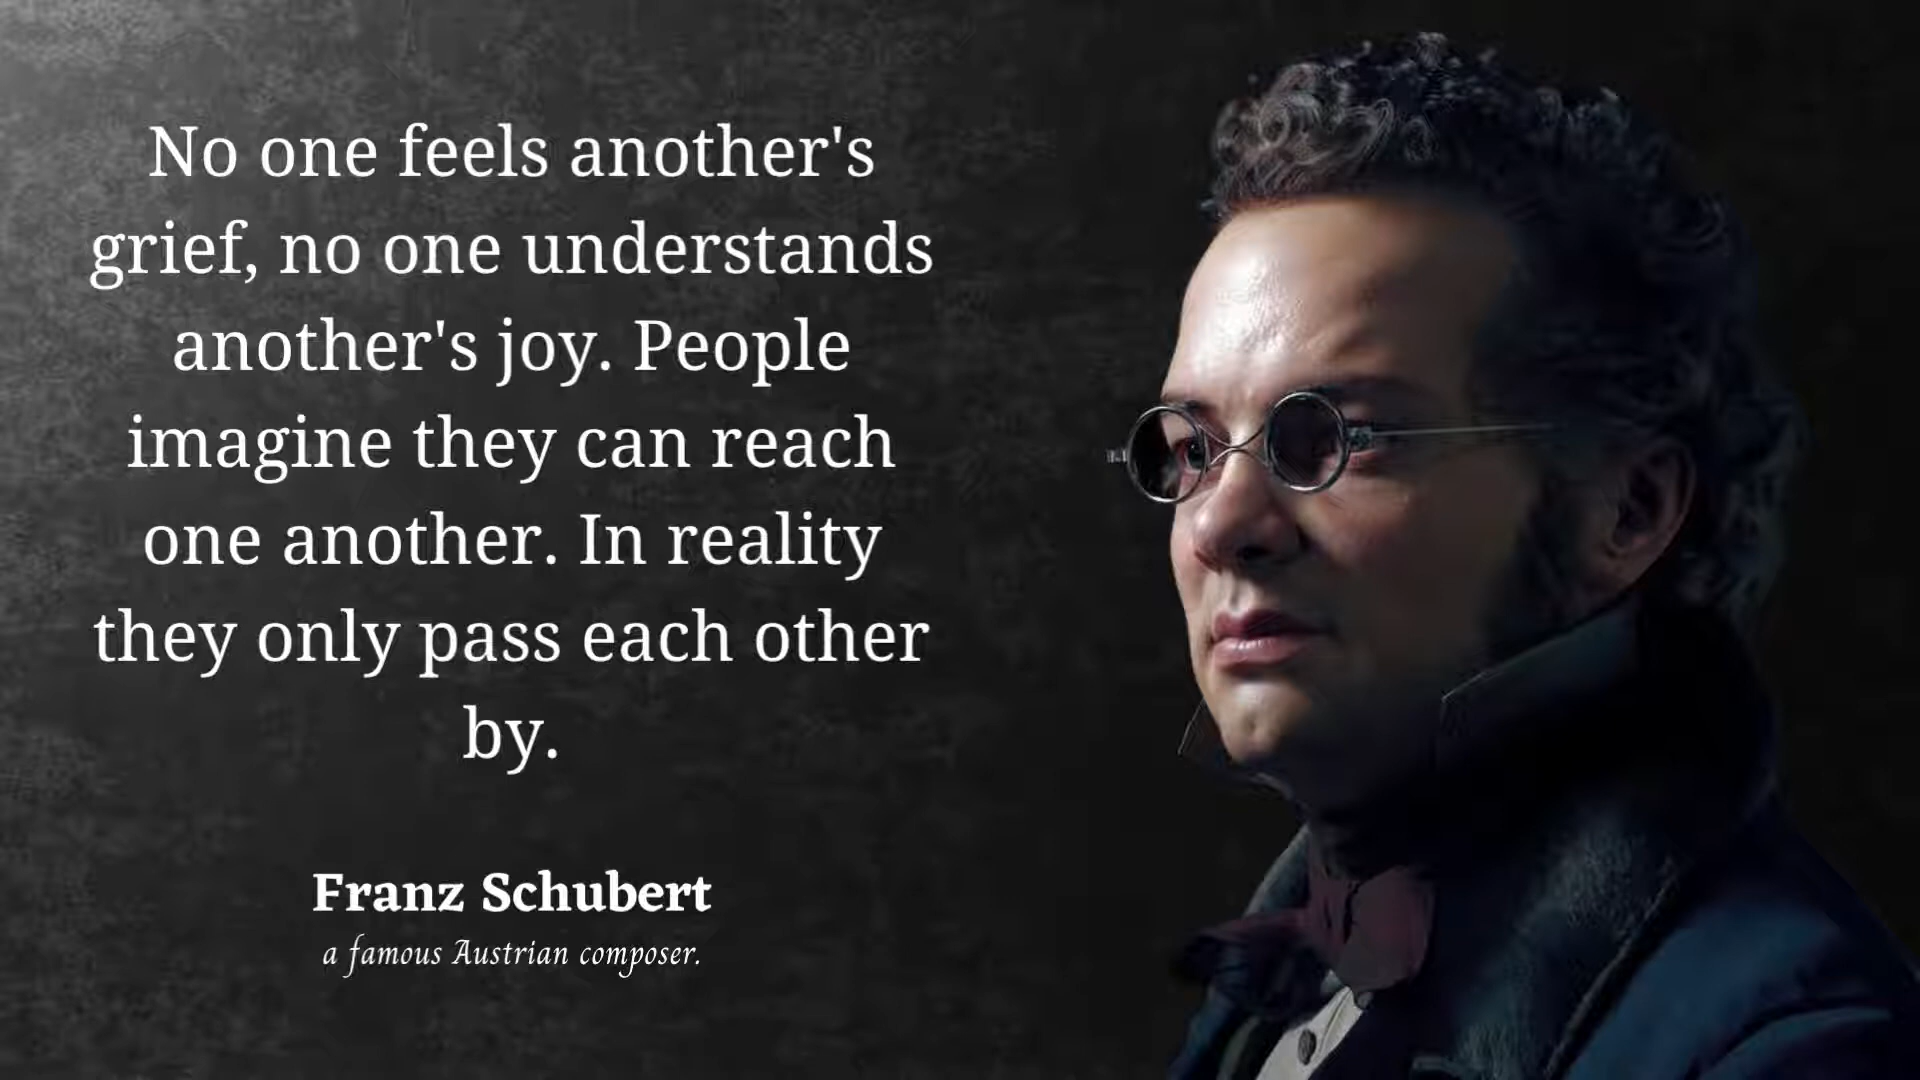 No one feels another's
grief, no one understands
another's joy. People
imagine they can reach
one another. In reality
they only pass each other
by.
Franz Schubert
a famous Austrian composer.